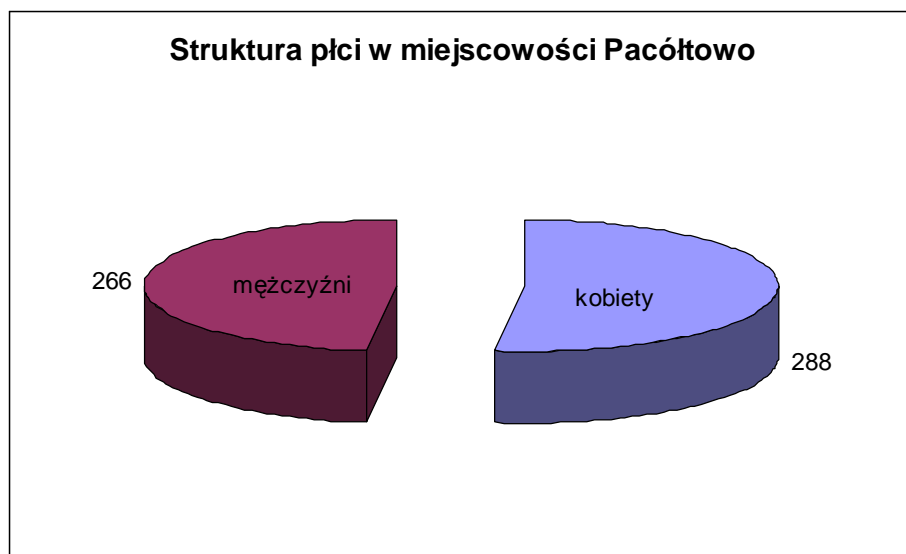 Struktura płci w miejscowości Pacółtowo
266
mężczyźni
kobiety
288